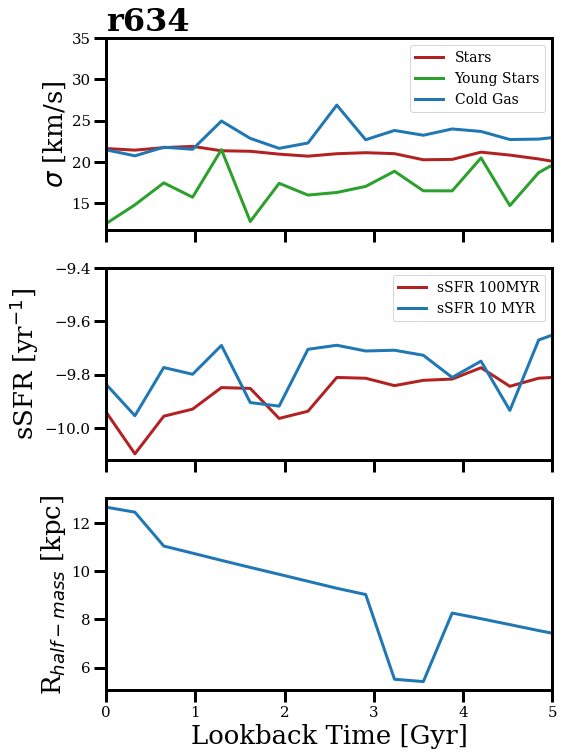 r634
35
30
25
20
15
σ [km/s]
Stars
Young Stars
Cold Gas
−9.4
−9.6
−9.8
−10.0
sSFR [yr⁻¹]
sSFR 100MYR
sSFR 10 MYR
12
10
8
6
R_{half−mass} [kpc]
0 1 2 3 4 5
Lookback Time [Gyr]